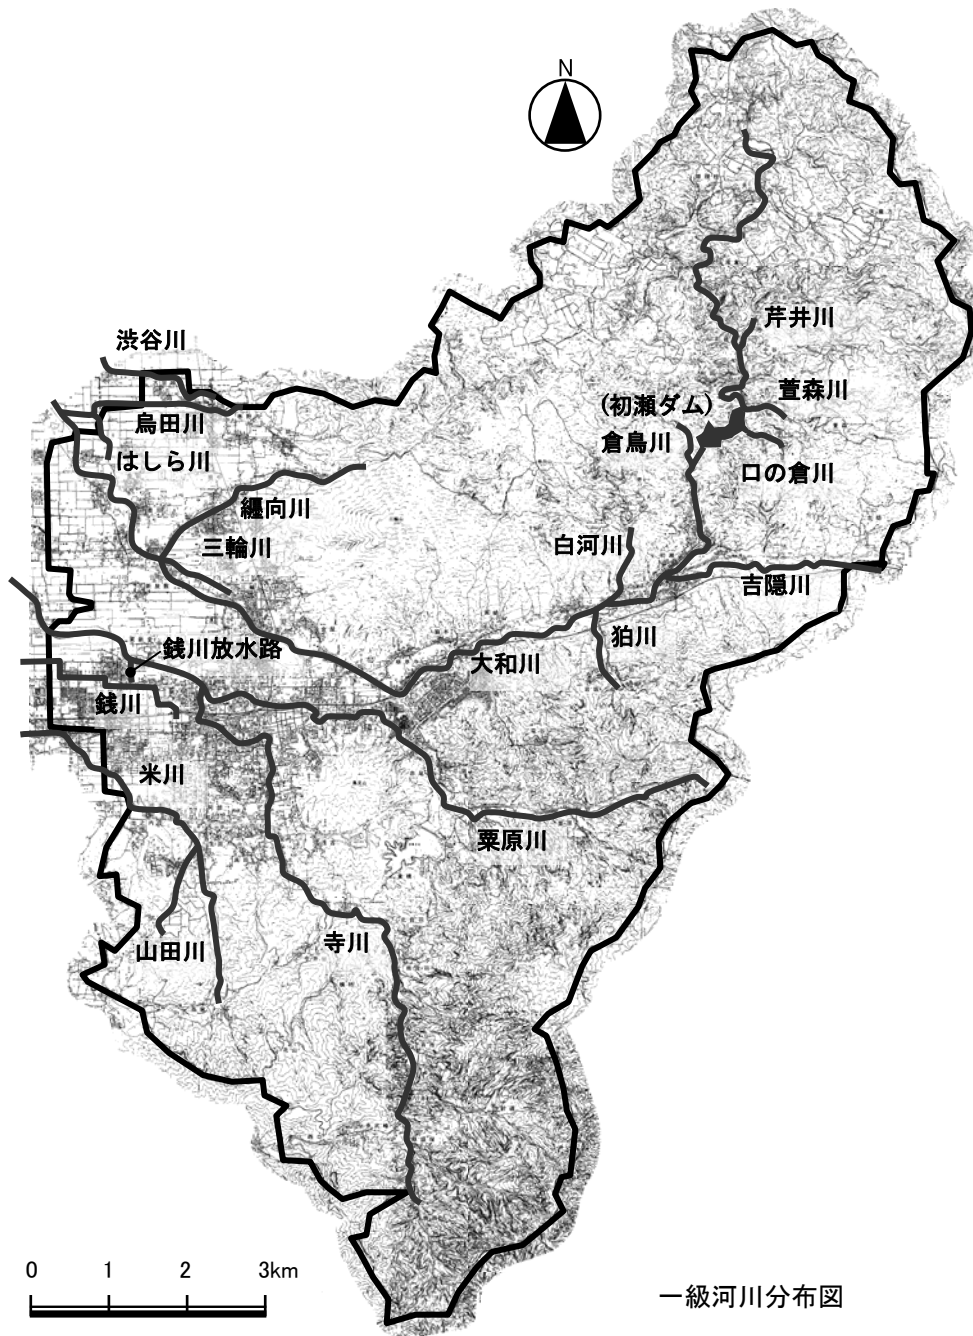 N
芹井川
渋谷川
萱森川
(初瀬ダム)
烏田川
倉鳥川
はしら川
口の倉川
纒向川
三輪川
白河川
吉隠川
狛川
銭川放水路
大和川
銭川
米川
粟原川
寺川
山田川
0 1 2 3km
一級河川分布図